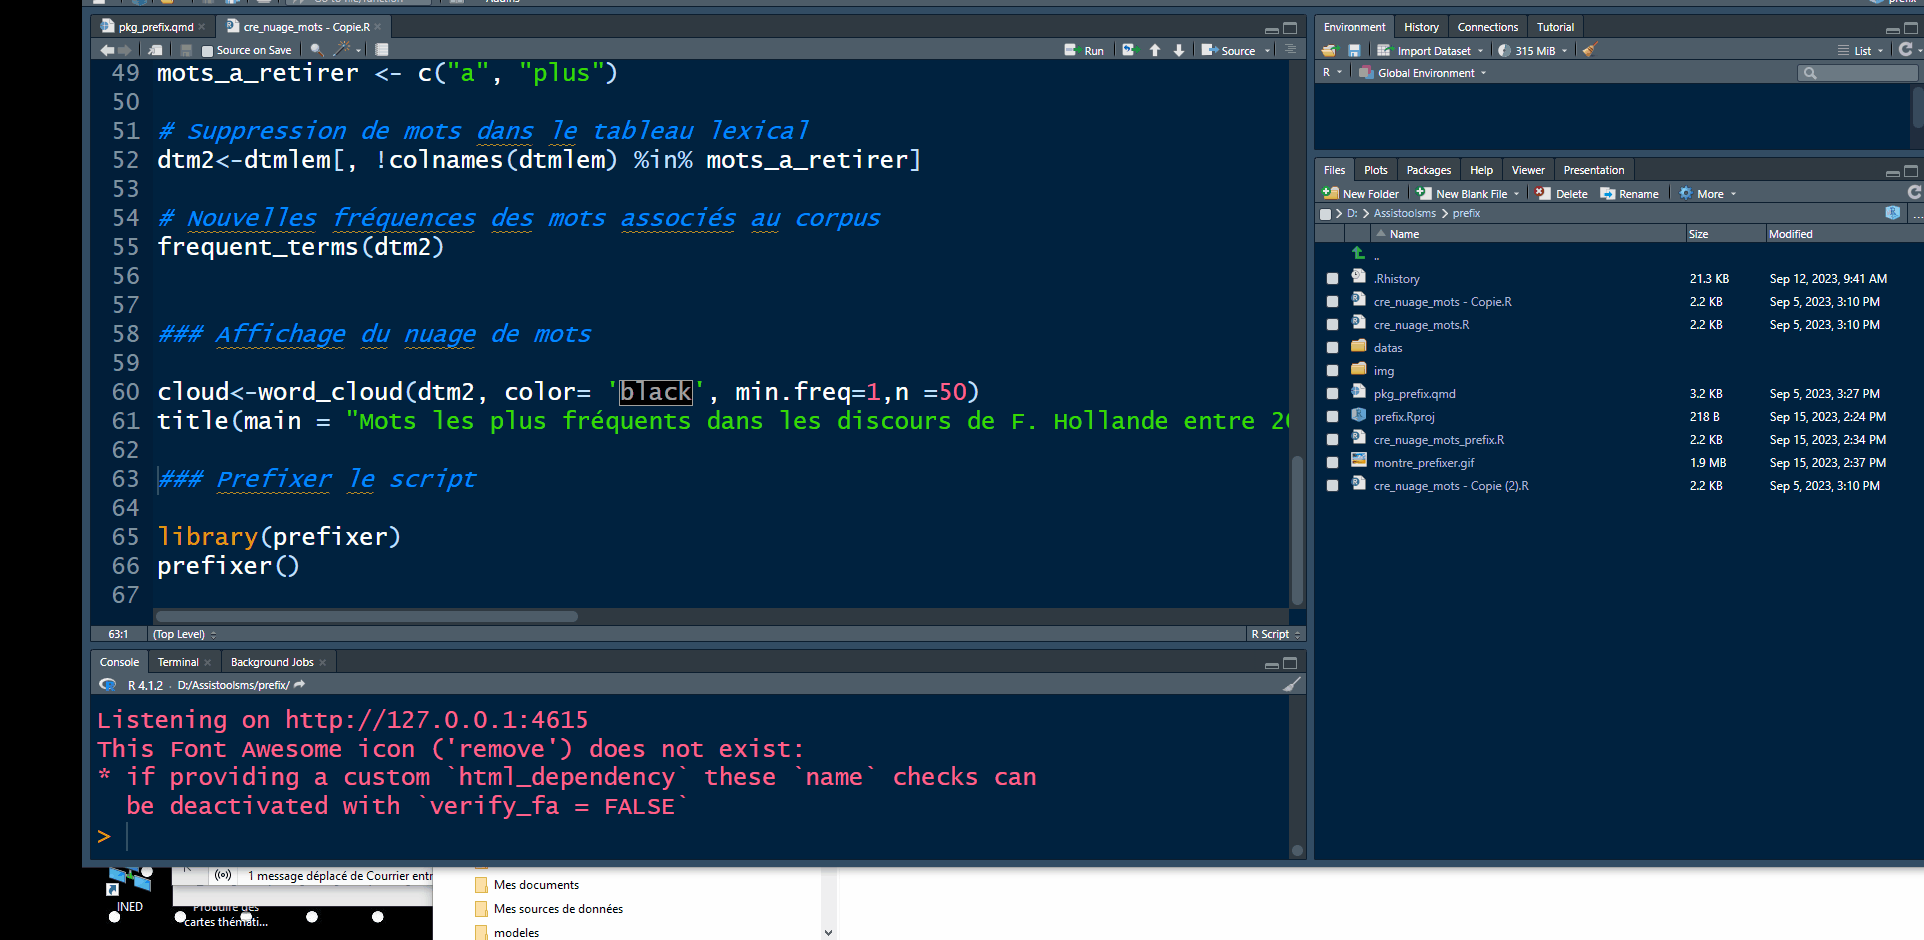 Addins
prefix
pkg_prefix.qmd
cre_nuage_mots - Copie.R
Source on Save
Run
Source
49 mots_a_retirer <- c("a", "plus")
50
51 # Suppression de mots dans le tableau lexical
52 dtm2<-dtmlem[, !colnames(dtmlem) %in% mots_a_retirer]
53
54 # Nouvelles fréquences des mots associés au corpus
55 frequent_terms(dtm2)
56
57
58 ### Affichage du nuage de mots
59
60 cloud<-word_cloud(dtm2, color= 'black', min.freq=1,n =50)
61 title(main = "Mots les plus fréquents dans les discours de F. Hollande entre 20
62
63 ### Prefixer le script
64
65 library(prefixer)
66 prefixer()
67
63:1 (Top Level) R Script
Console Terminal Background Jobs
R 4.1.2 · D:/Assistoolsms/prefix/
Listening on http://127.0.0.1:4615
This Font Awesome icon ('remove') does not exist:
* if providing a custom `html_dependency` these `name` checks can
be deactivated with `verify_fa = FALSE`
>
Environment History Connections Tutorial
Import Dataset 315 MiB List
R Global Environment
Files Plots Packages Help Viewer Presentation
New Folder New Blank File Delete Rename More
D: Assistoolsms prefix ...
Name Size Modified
..
.Rhistory 21.3 KB Sep 12, 2023, 9:41 AM
cre_nuage_mots - Copie.R 2.2 KB Sep 5, 2023, 3:10 PM
cre_nuage_mots.R 2.2 KB Sep 5, 2023, 3:10 PM
datas
img
pkg_prefix.qmd 3.2 KB Sep 5, 2023, 3:27 PM
prefix.Rproj 218 B Sep 15, 2023, 2:24 PM
cre_nuage_mots_prefix.R 2.2 KB Sep 15, 2023, 2:34 PM
montre_prefixer.gif 1.9 MB Sep 15, 2023, 2:37 PM
cre_nuage_mots - Copie (2).R 2.2 KB Sep 5, 2023, 3:10 PM
INED
1 message déplacé de Courrier entr
Produire des
cartes thémati...
Mes documents
Mes sources de données
modeles